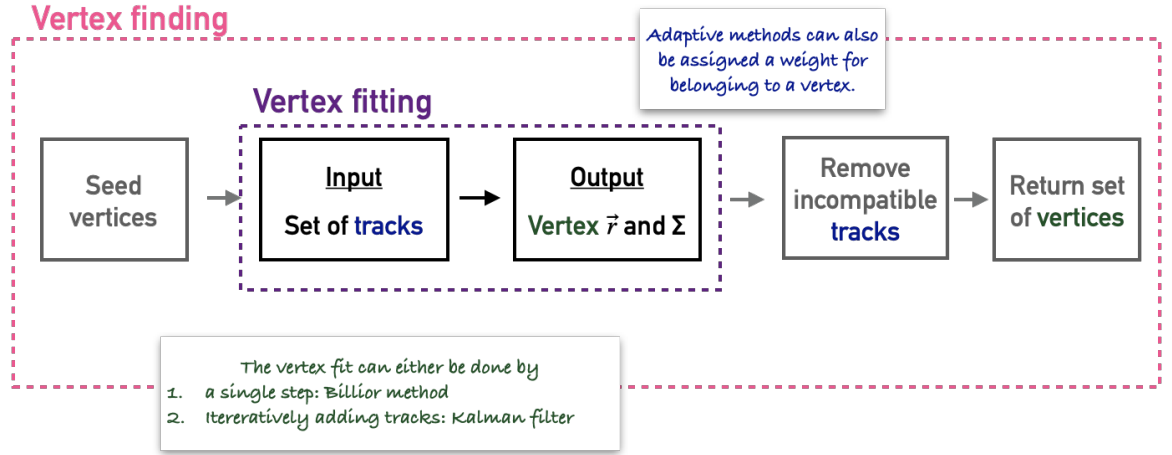 Vertex finding
Adaptive methods can also
be assigned a weight for
belonging to a vertex.
Vertex fitting
Seed
vertices
Input
Set of tracks
Output
Vertex r⃗ and Σ
Remove
incompatible
tracks
Return set
of vertices
The vertex fit can either be done by
1. a single step: Billior method
2. Itereratively adding tracks: Kalman filter